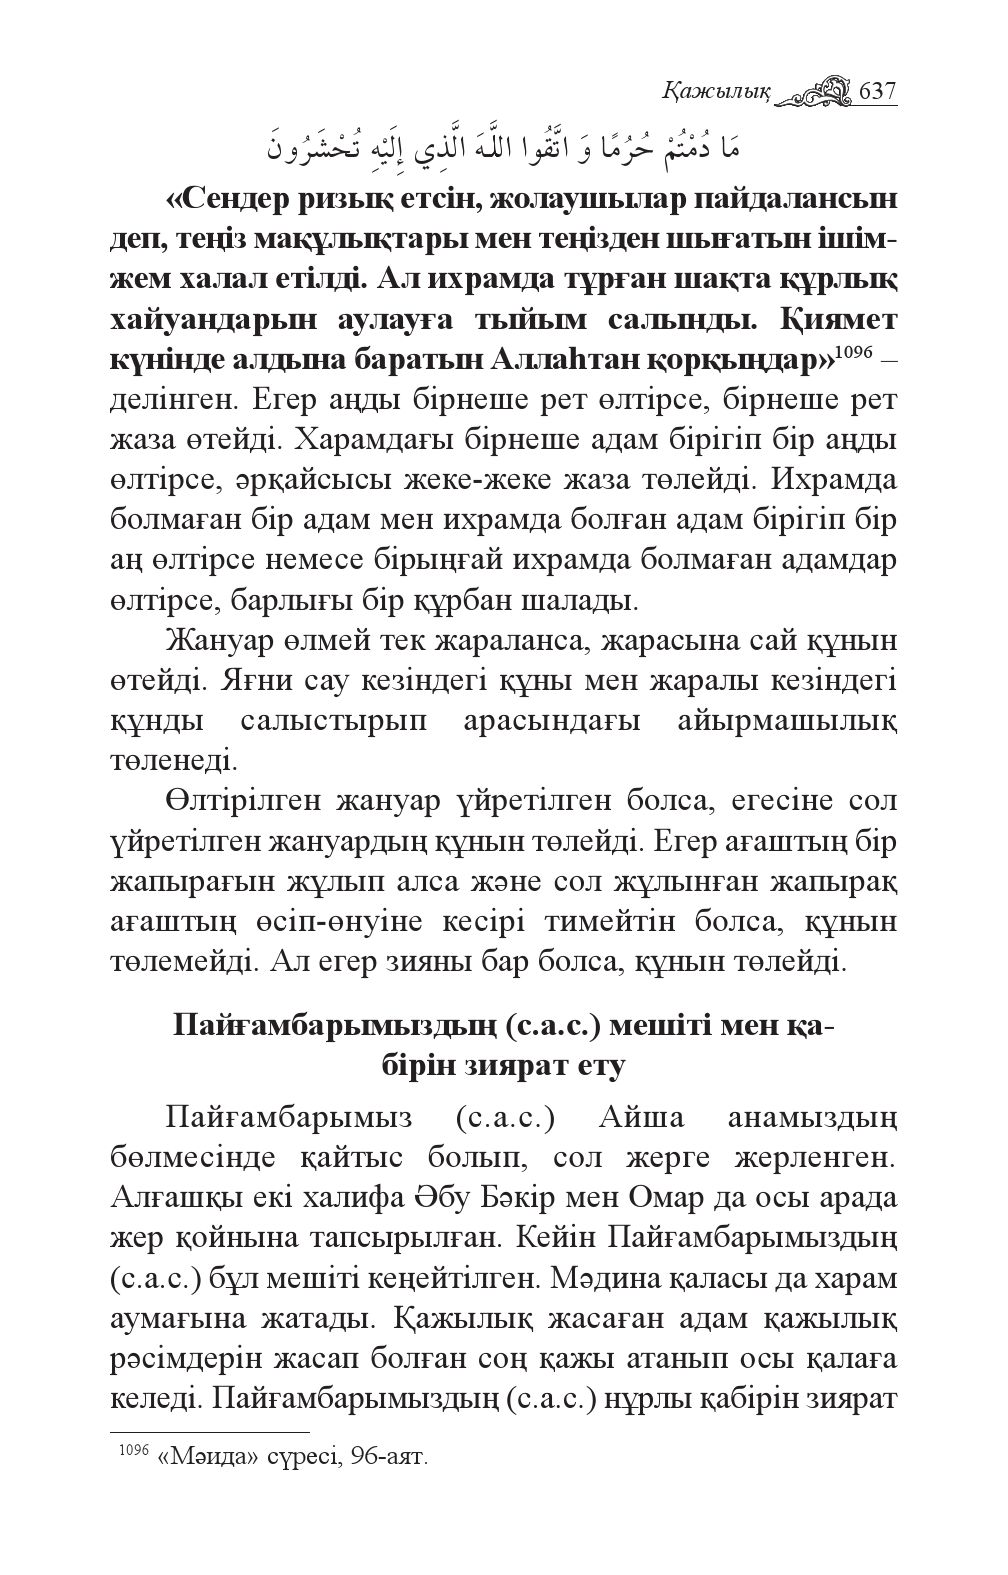 Қажылық 637
مَا دُمْتُمْ حُرُمًا وَ اتَّقُوا اللَّهَ الَّذِي إِلَيْهِ تُحْشَرُونَ
«Сендер ризық етсін, жолаушылар пайдалансын
деп, теңіз мақұлықтары мен теңізден шығатын ішім-
жем халал етілді. Ал ихрамда тұрған шақта құрлық
хайуандарын аулауға тыйым салынды. Қиямет
күнінде алдына баратын Аллаһтан қорқыңдар»1096 –
делінген. Егер аңды бірнеше рет өлтірсе, бірнеше рет
жаза өтейді. Харамдағы бірнеше адам бірігіп бір аңды
өлтірсе, әрқайсысы жеке-жеке жаза төлейді. Ихрамда
болмаған бір адам мен ихрамда болған адам бірігіп бір
аң өлтірсе немесе бірыңғай ихрамда болмаған адамдар
өлтірсе, барлығы бір құрбан шалады.
Жануар өлмей тек жараланса, жарасына сай құнын
өтейді. Яғни сау кезіндегі құны мен жаралы кезіндегі
құнды салыстырып арасындағы айырмашылық
төленеді.
Өлтірілген жануар үйретілген болса, егесіне сол
үйретілген жануардың құнын төлейді. Егер ағаштың бір
жапырағын жұлып алса және сол жұлынған жапырақ
ағаштың өсіп-өнуіне кесірі тимейтін болса, құнын
төлемейді. Ал егер зияны бар болса, құнын төлейді.
Пайғамбарымыздың (с.а.с.) мешіті мен қа-
бірін зиярат ету
Пайғамбарымыз (с.а.с.) Айша анамыздың
бөлмесінде қайтыс болып, сол жерге жерленген.
Алғашқы екі халифа Әбу Бәкір мен Омар да осы арада
жер қойнына тапсырылған. Кейін Пайғамбарымыздың
(с.а.с.) бұл мешіті кеңейтілген. Мәдина қаласы да харам
аумағына жатады. Қажылық жасаған адам қажылық
рәсімдерін жасап болған соң қажы атанып осы қалаға
келеді. Пайғамбарымыздың (с.а.с.) нұрлы қабірін зиярат
1096 «Мәида» сүресі, 96-аят.